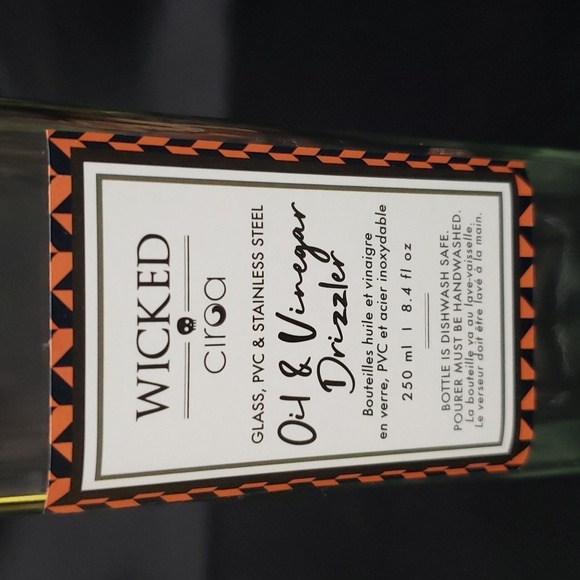 WICKED
ciroa
GLASS, PVC & STAINLESS STEEL
Oil & Vinegar
Drizzler
Bouteilles huile et vinaigre
en verre, PVC et acier inoxydable
250 ml | 8.4 fl oz
BOTTLE IS DISHWASH SAFE.
POURER MUST BE HANDWASHED.
La bouteille va au lave-vaisselle.
Le verseur doit être lavé à la main.